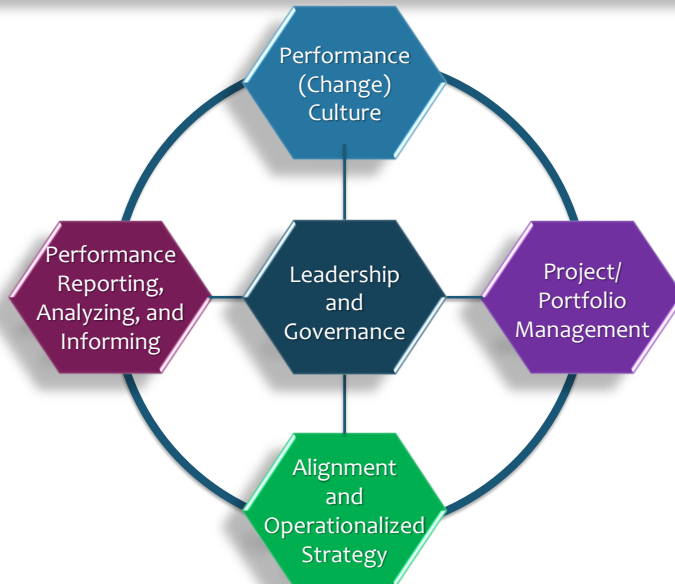 Performance
(Change)
Culture
Performance
Reporting,
Analyzing, and
Informing
Leadership
and
Governance
Project/
Portfolio
Management
Alignment
and
Operationalized
Strategy